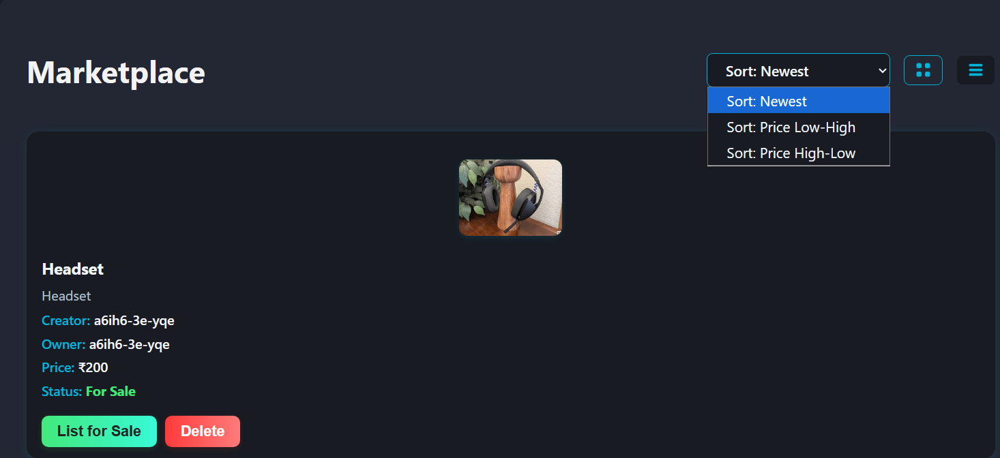 Marketplace
Sort: Newest
Sort: Newest
Sort: Price Low-High
Sort: Price High-Low
Headset
Headset
Creator: a6ih6-3e-yqe
Owner: a6ih6-3e-yqe
Price: ₹200
Status: For Sale
List for Sale
Delete